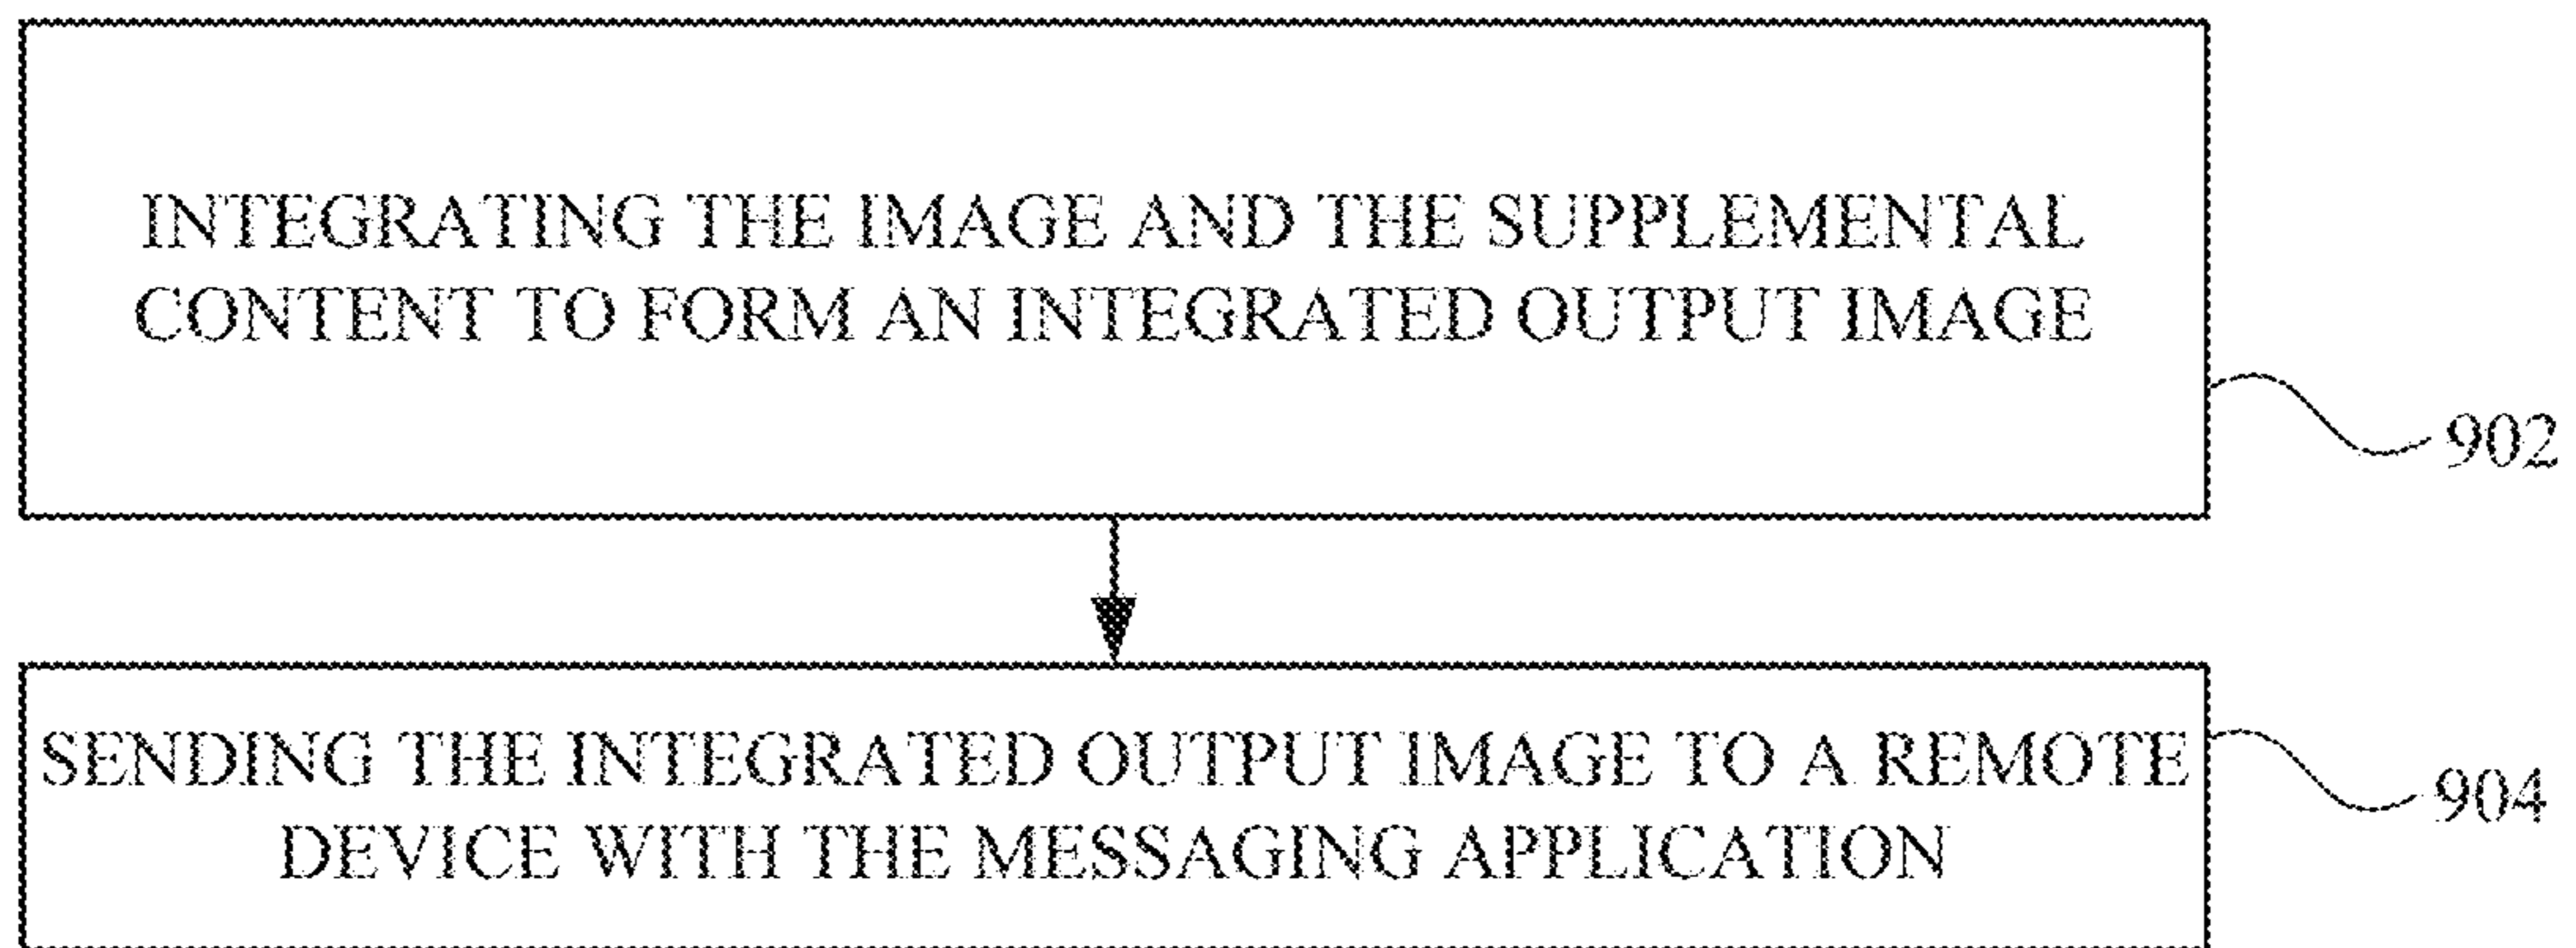 INTEGRATING THE IMAGE AND THE SUPPLEMENTAL
CONTENT TO FORM AN INTEGRATED OUTPUT IMAGE
902
SENDING THE INTEGRATED OUTPUT IMAGE TO A REMOTE
DEVICE WITH THE MESSAGING APPLICATION
904